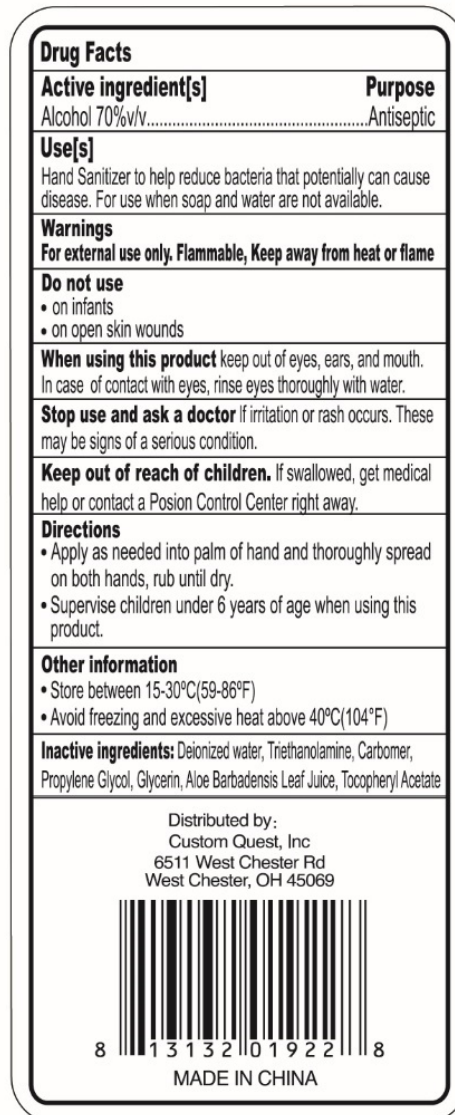 Drug Facts
Active ingredient[s] Purpose
Alcohol 70%v/v....................................................Antiseptic
Use[s]
Hand Sanitizer to help reduce bacteria that potentially can cause
disease. For use when soap and water are not available.
Warnings
For external use only. Flammable, Keep away from heat or flame
Do not use
• on infants
• on open skin wounds
When using this product keep out of eyes, ears, and mouth.
In case of contact with eyes, rinse eyes thoroughly with water.
Stop use and ask a doctor If irritation or rash occurs. These
may be signs of a serious condition.
Keep out of reach of children. If swallowed, get medical
help or contact a Posion Control Center right away.
Directions
• Apply as needed into palm of hand and thoroughly spread
on both hands, rub until dry.
• Supervise children under 6 years of age when using this
product.
Other information
• Store between 15-30ºC(59-86ºF)
• Avoid freezing and excessive heat above 40ºC(104°F)
Inactive ingredients: Deionized water, Triethanolamine, Carbomer,
Propylene Glycol, Glycerin, Aloe Barbadensis Leaf Juice, Tocopheryl Acetate
Distributed by:
Custom Quest, Inc
6511 West Chester Rd
West Chester, OH 45069
8 13132 01922 8
MADE IN CHINA